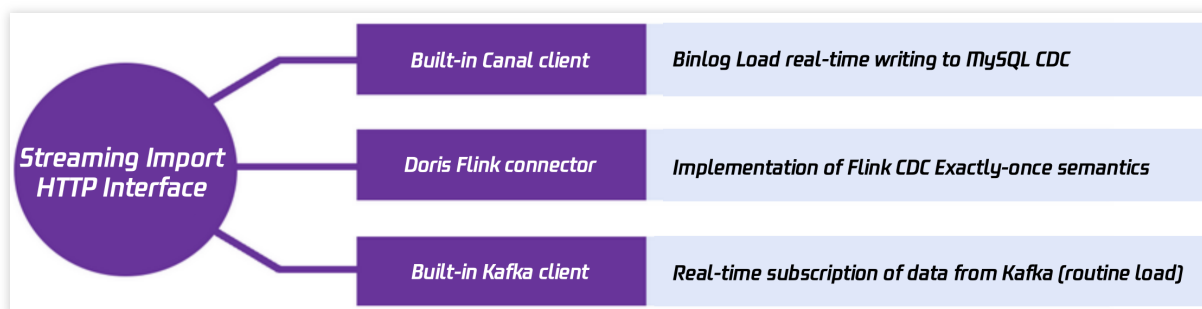 Streaming Import
HTTP Interface
Built-in Canal client
Binlog Load real-time writing to MySQL CDC
Doris Flink connector
Implementation of Flink CDC Exactly-once semantics
Built-in Kafka client
Real-time subscription of data from Kafka (routine load)